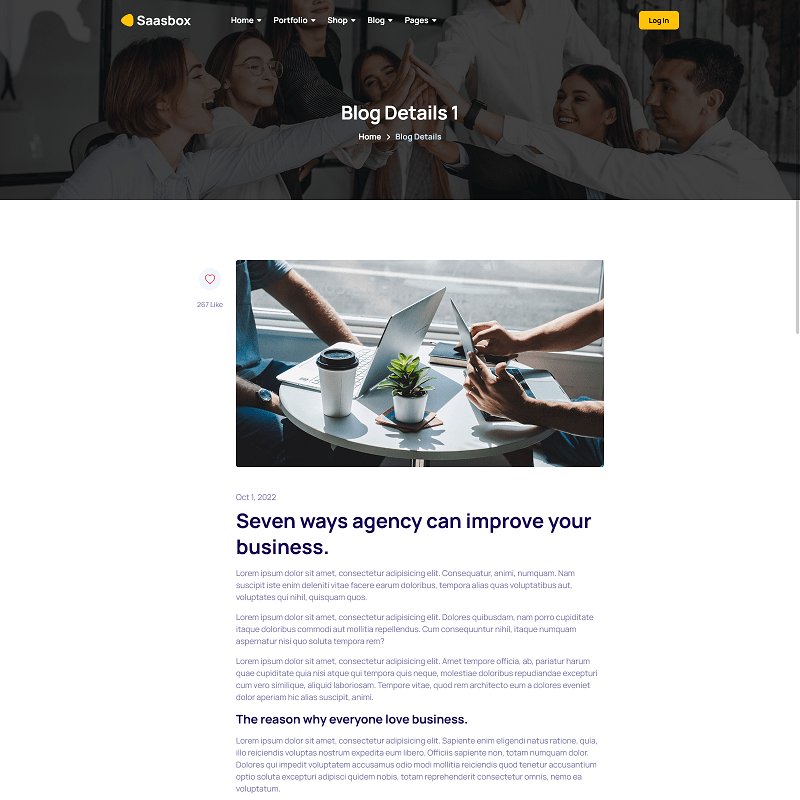 Saasbox
Home Portfolio Shop Blog Pages
Log In
Blog Details 1
Home > Blog Details
267 Like
Oct 1, 2022
Seven ways agency can improve your
business.
Lorem ipsum dolor sit amet, consectetur adipisicing elit. Consequatur, animi, numquam. Nam
suscipit iste enim deleniti vitae facere earum doloribus, tempora alias quas voluptatibus aut,
voluptates qui nihil, quisquam quos.
Lorem ipsum dolor sit amet, consectetur adipisicing elit. Dolores quibusdam, nam porro cupiditate
itaque doloribus commodi aut mollitia repellendus. Cum consequuntur nihil, itaque numquam
aspernatur nisi quo soluta tempora rem?
Lorem ipsum dolor sit amet, consectetur adipisicing elit. Amet tempore officia, ab, pariatur harum
quae cupiditate quia nisi atque qui tempora quis neque, molestiae doloribus repudiandae excepturi
cum vero similique, aliquid laboriosam. Tempore vitae, quod rem architecto eum a dolores eveniet
dolor aperiam hic alias suscipit, animi.
The reason why everyone love business.
Lorem ipsum dolor sit amet, consectetur adipisicing elit. Sapiente enim eligendi natus ratione, quia,
illo reiciendis voluptas nostrum expedita eum libero. Officiis sapiente non, totam numquam dolor.
Dolores qui impedit voluptatem accusamus odio modi mollitia reiciendis quod tenetur accusantium
optio soluta excepturi adipisci quidem nobis, totam reprehenderit consectetur omnis, nemo ea
voluptatum.